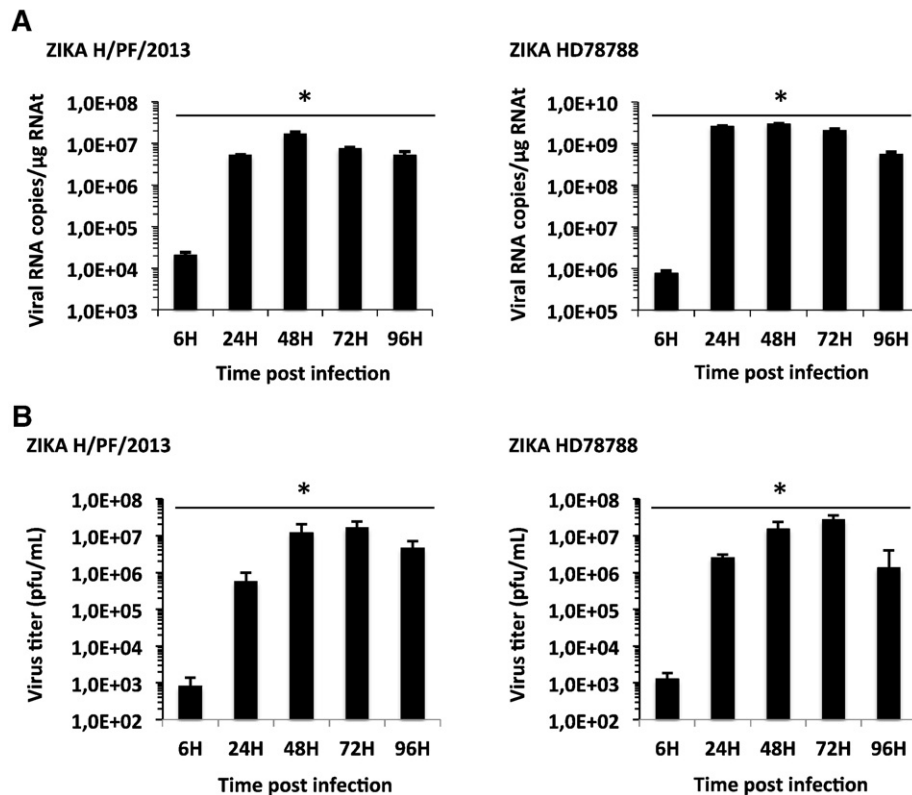 A
ZIKA H/PF/2013
Viral RNA copies/µg RNAt
1,0E+08
1,0E+07
1,0E+06
1,0E+05
1,0E+04
1,0E+03
*
6H 24H 48H 72H 96H
Time post infection
ZIKA HD78788
Viral RNA copies/µg RNAt
1,0E+10
1,0E+09
1,0E+08
1,0E+07
1,0E+06
1,0E+05
*
6H 24H 48H 72H 96H
Time post infection
B
ZIKA H/PF/2013
Virus titer (pfu/mL)
1,0E+08
1,0E+07
1,0E+06
1,0E+05
1,0E+04
1,0E+03
1,0E+02
*
6H 24H 48H 72H 96H
Time post infection
ZIKA HD78788
Virus titer (pfu/mL)
1,0E+08
1,0E+07
1,0E+06
1,0E+05
1,0E+04
1,0E+03
1,0E+02
*
6H 24H 48H 72H 96H
Time post infection